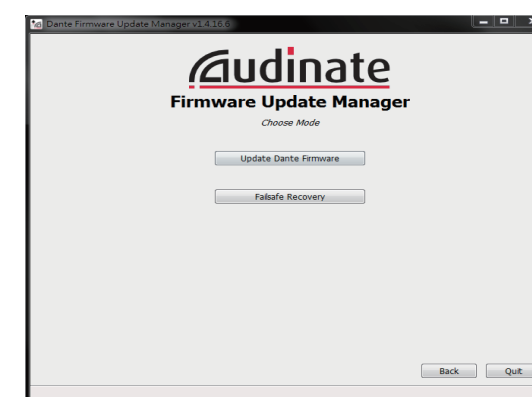 Dante Firmware Update Manager v1.4.16.6
Audinate
Firmware Update Manager
Choose Mode
Update Dante Firmware
Failsafe Recovery
Back
Quit